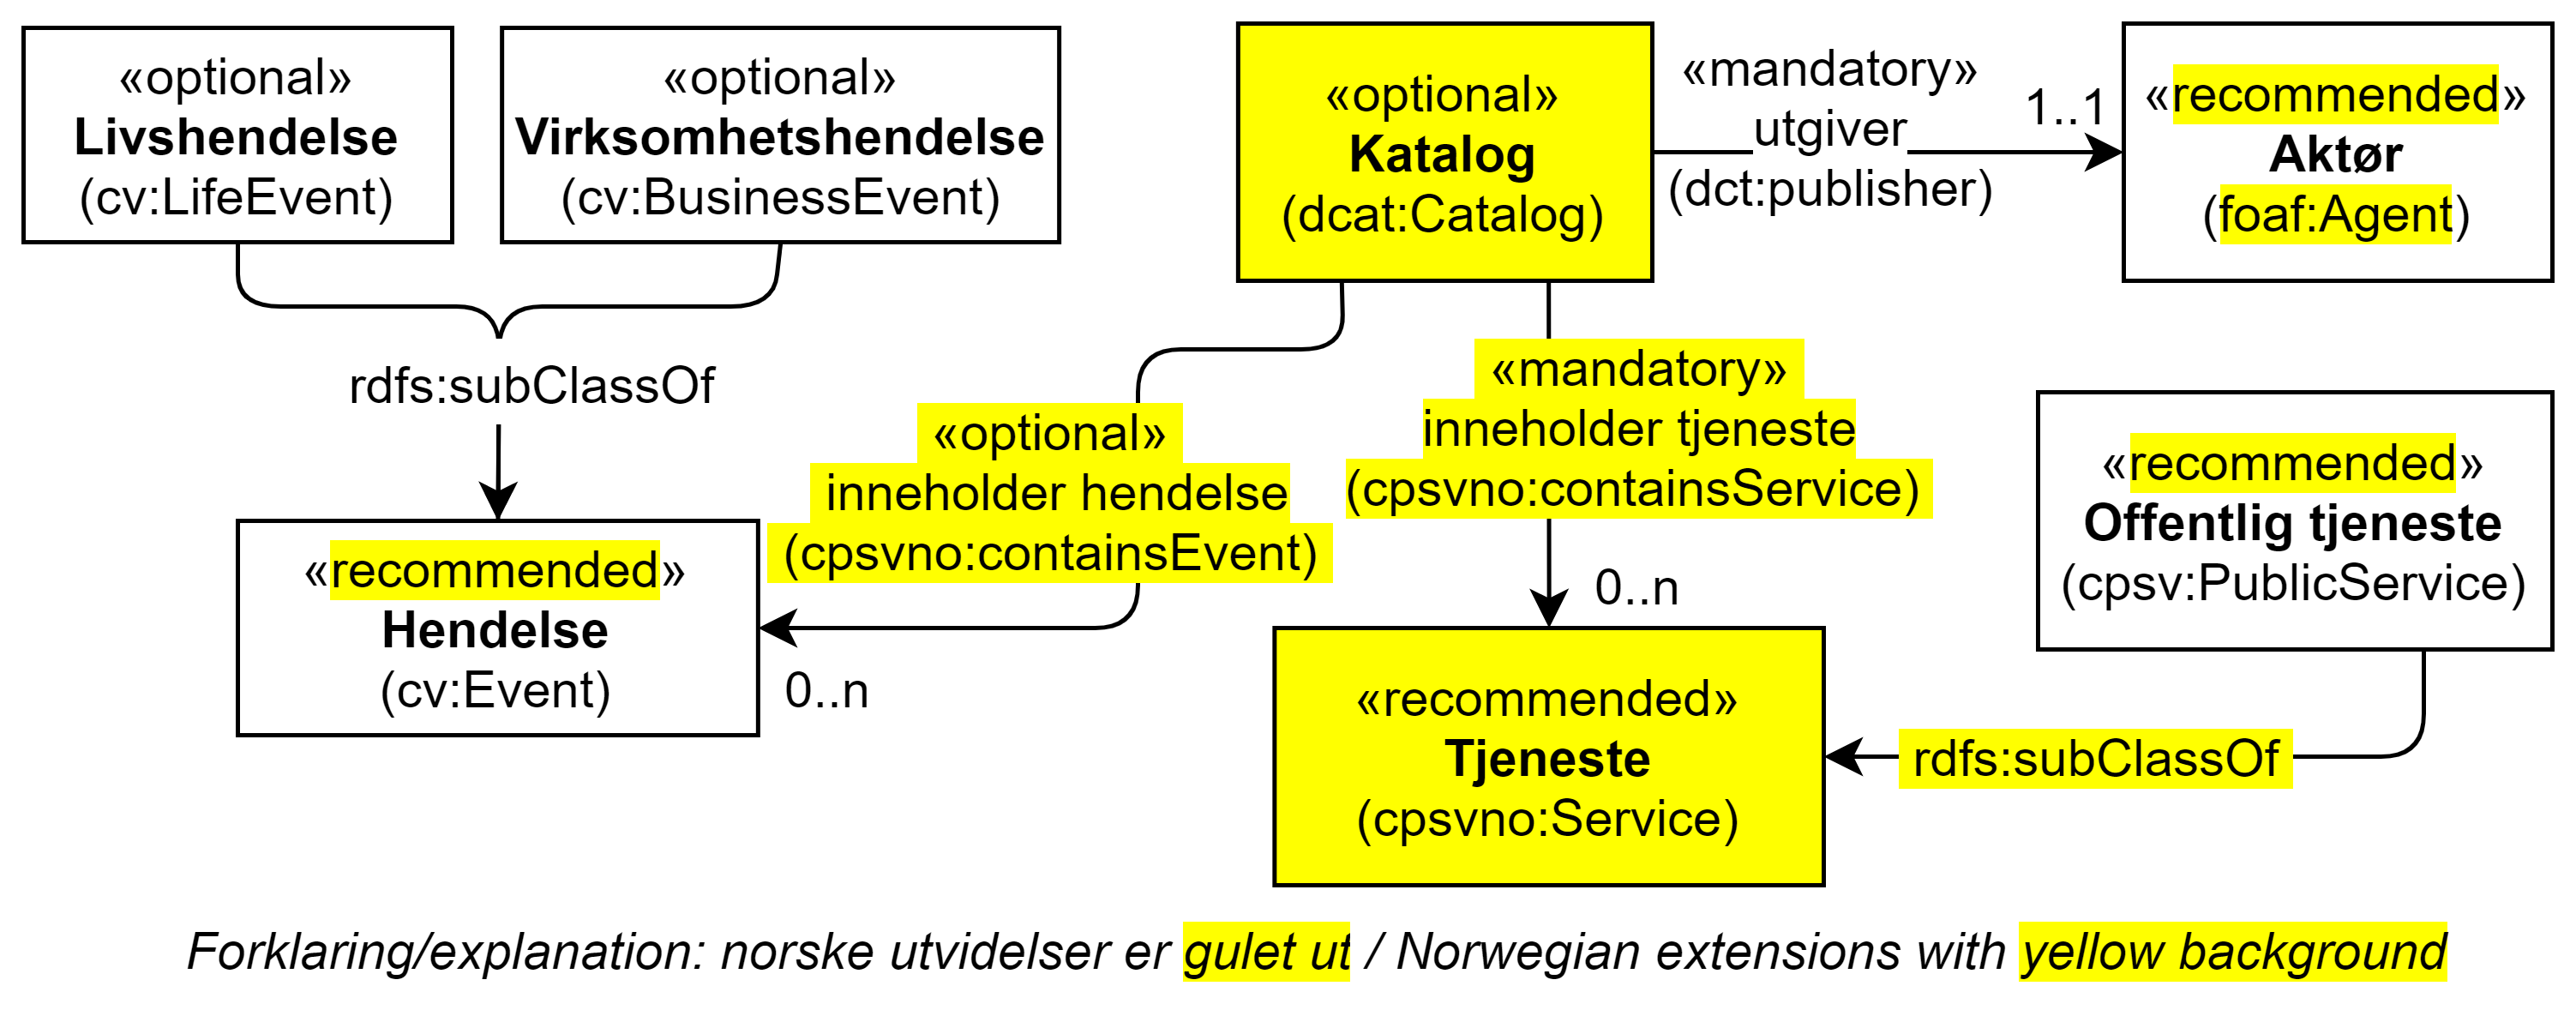 «optional»
Livshendelse
(cv:LifeEvent)
«optional»
Virksomhetshendelse
(cv:BusinessEvent)
«optional»
Katalog
(dcat:Catalog)
«mandatory»
utgiver
(dct:publisher)
1..1
«recommended»
Aktør
(foaf:Agent)
rdfs:subClassOf
«optional»
inneholder hendelse
(cpsvno:containsEvent)
0..n
«mandatory»
inneholder tjeneste
(cpsvno:containsService)
0..n
«recommended»
Offentlig tjeneste
(cpsv:PublicService)
«recommended»
Hendelse
(cv:Event)
«recommended»
Tjeneste
(cpsvno:Service)
rdfs:subClassOf
Forklaring/explanation: norske utvidelser er gulet ut / Norwegian extensions with yellow background